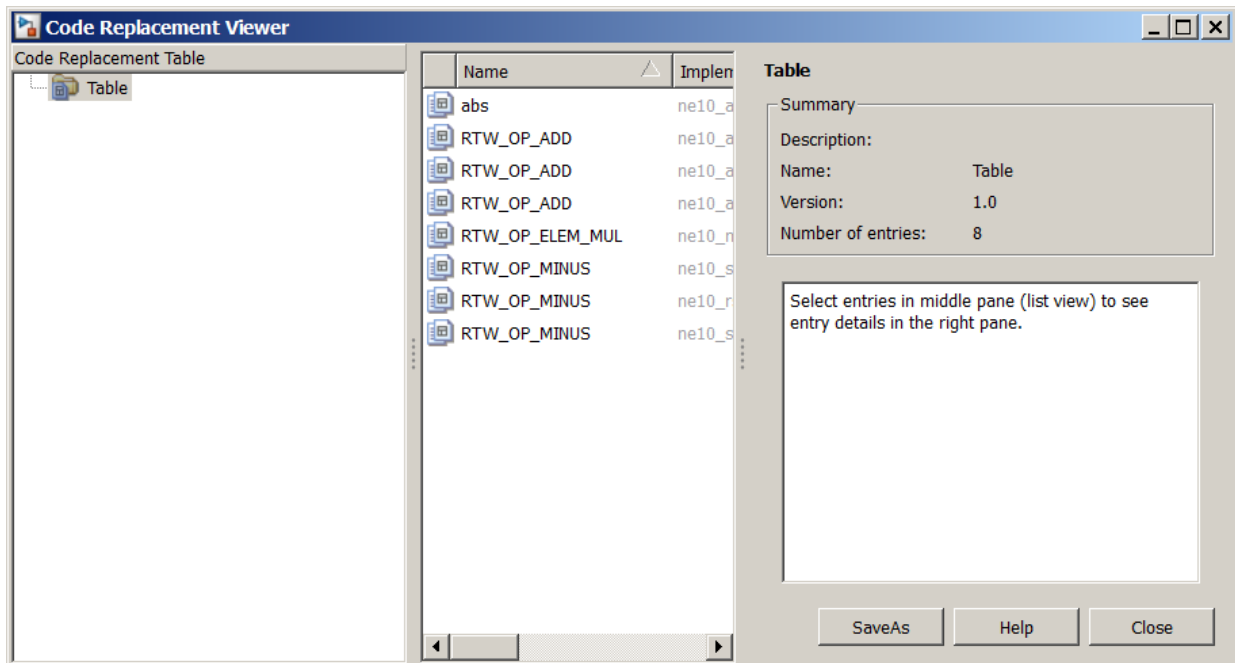 Code Replacement Viewer
Code Replacement Table
Table
Name
Implem
abs
ne10_a
RTW_OP_ADD
ne10_a
RTW_OP_ADD
ne10_a
RTW_OP_ADD
ne10_a
RTW_OP_ELEM_MUL
ne10_m
RTW_OP_MINUS
ne10_s
RTW_OP_MINUS
ne10_r
RTW_OP_MINUS
ne10_s
Table
Summary
Description:
Name: Table
Version: 1.0
Number of entries: 8
Select entries in middle pane (list view) to see
entry details in the right pane.
SaveAs Help Close